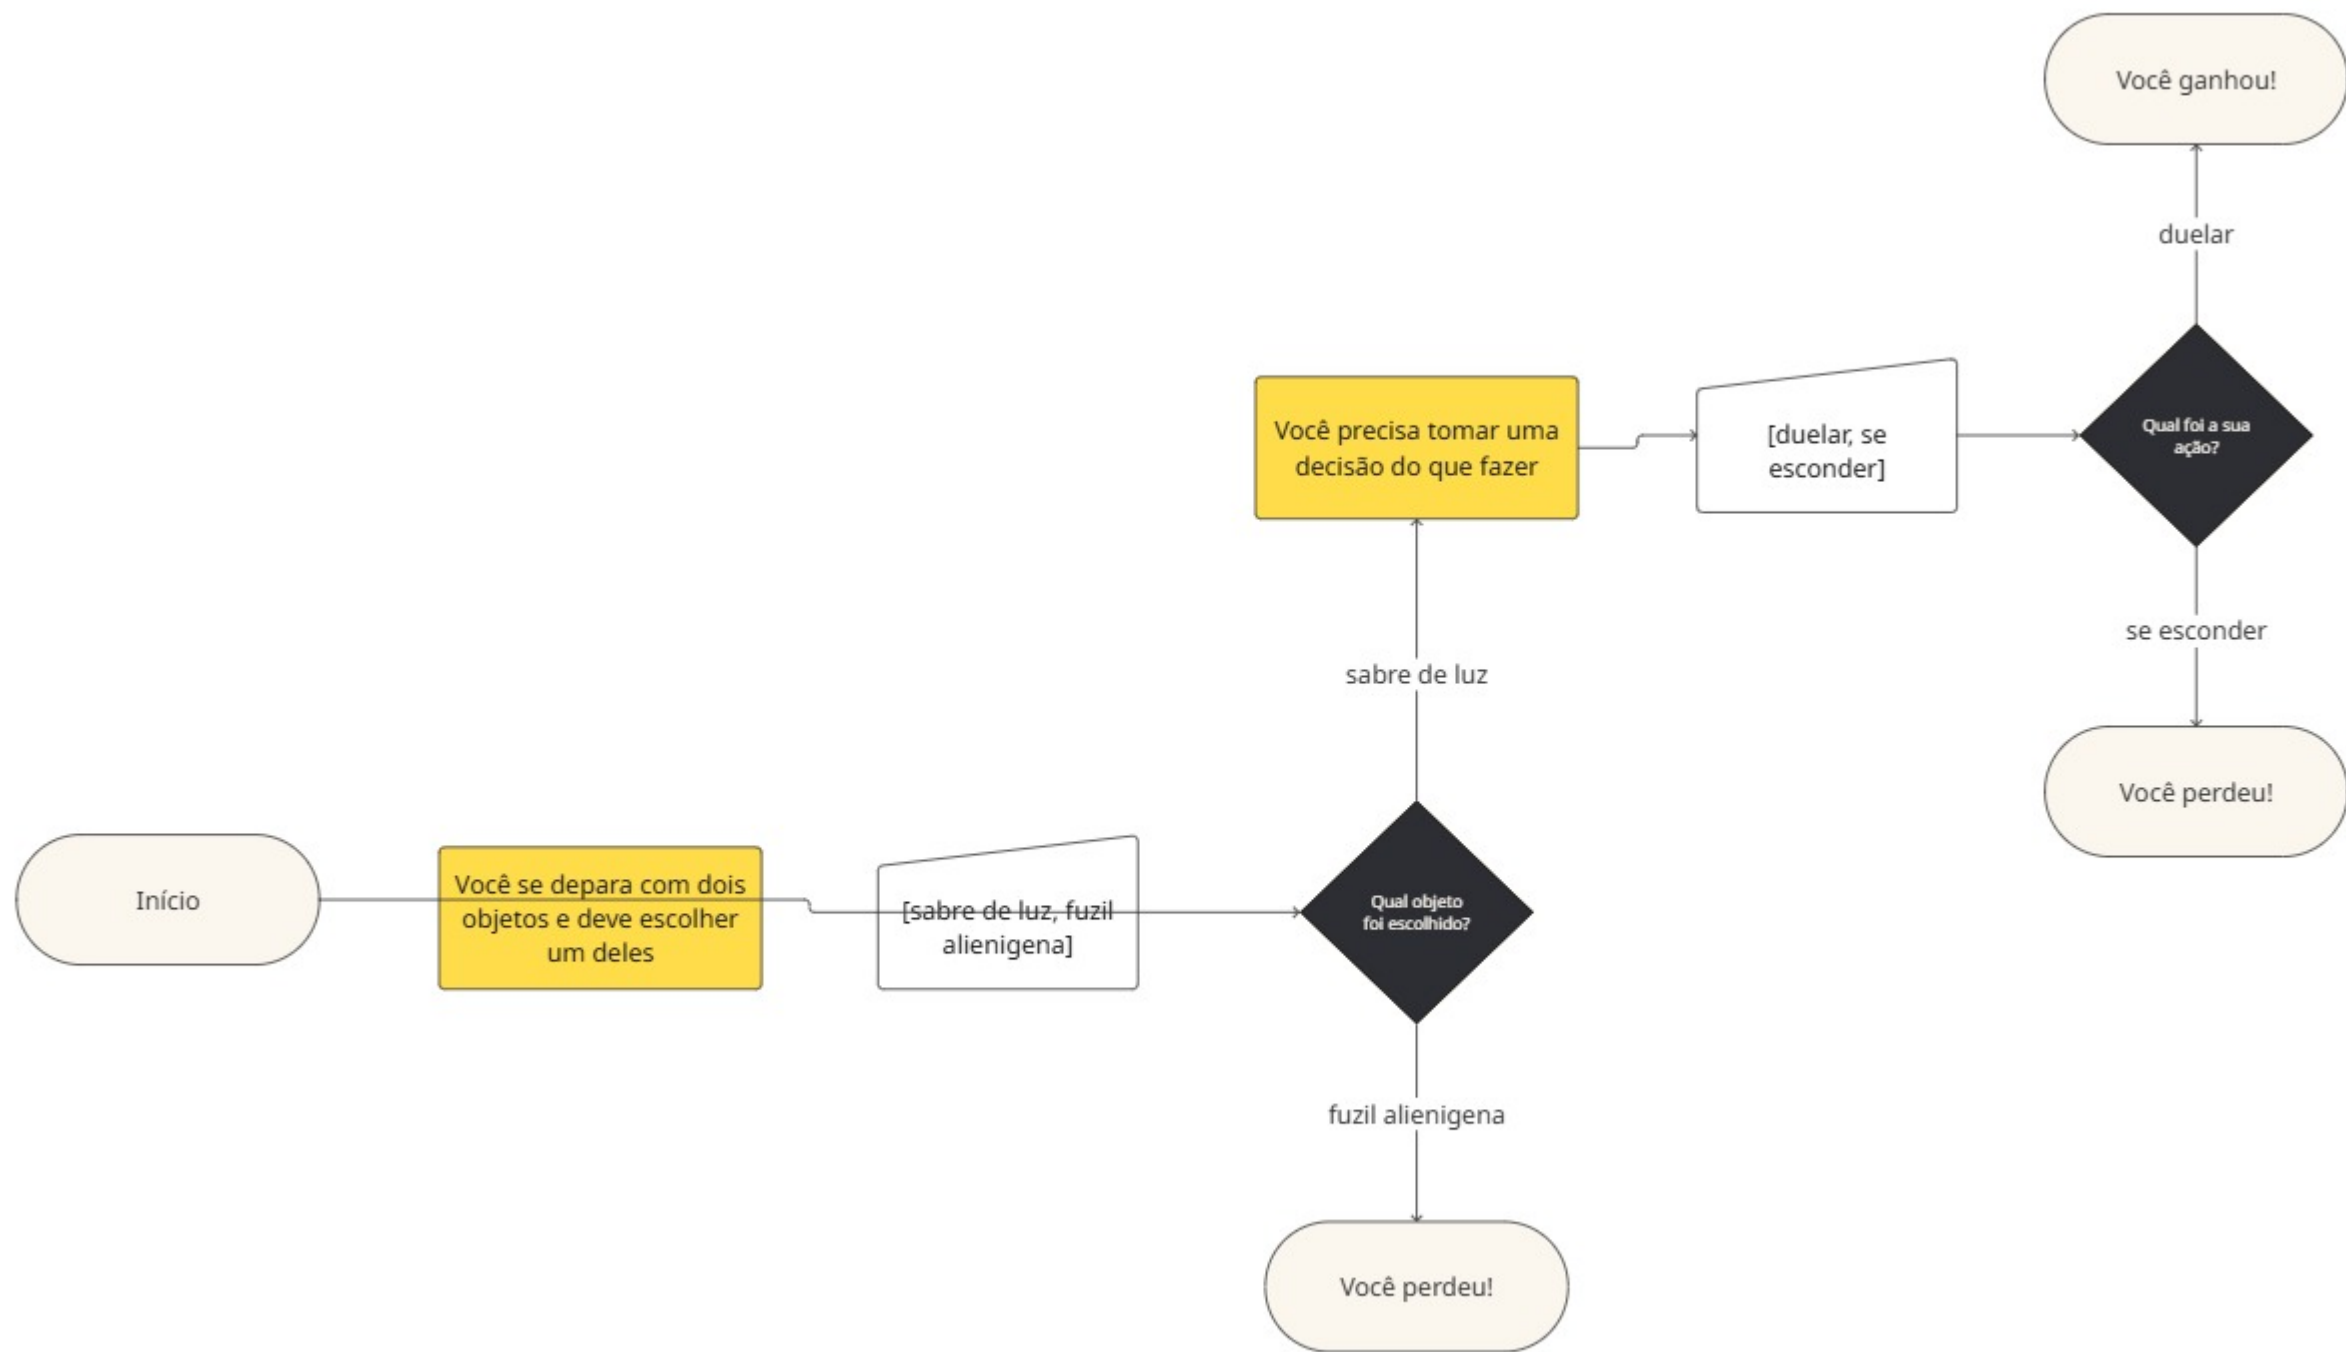 Você ganhou!
duelar
Você precisa tomar uma
decisão do que fazer
[duelar, se
esconder]
Qual foi a sua
ação?
se esconder
sabre de luz
Você perdeu!
Início
Você se depara com dois
objetos e deve escolher
um deles
[sabre de luz, fuzil
alienigena]
Qual objeto
foi escolhido?
fuzil alienigena
Você perdeu!